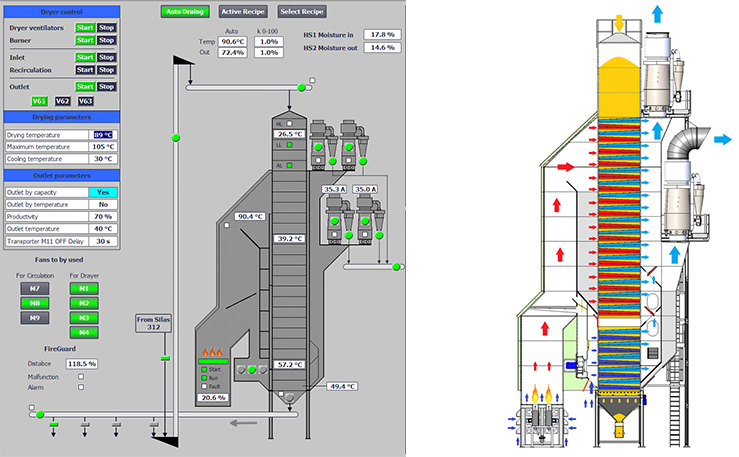 Dryer control
Dryer ventilators Start Stop
Burner Start Stop
Inlet Start Stop
Recirculation Start Stop
Outlet Start Stop
V61 V62 V63
Drying parameters
Drying temperature 89 °C
Maximum temperature 105 °C
Cooling temperature 30 °C
Outlet parameters
Outlet by capacity Yes
Outlet by temperature No
Productivity 70 %
Outlet temperature 40 °C
Transporter M11 OFF Delay 30 s
Fans to by used
For Circulation For Drayer
M7 M1
M8 M2
M9 M3
M4
FireGuard
Distabce 118.5 %
Malfunction
Alarm
Auto Draing Active Recipe Select Recipe
Auto k 0-100
Temp 90.6°C 1.0%
Out 72.4% 1.0%
HS1 Moisture in 17.8 %
HS2 Moisture out 14.6 %
HL
26.5 °C
LL
AL
35.3 A 35.0 A
90.4 °C
39.2 °C
From Silas
312
57.2 °C
Start
Run
Fault
20.6 %
49.4 °C